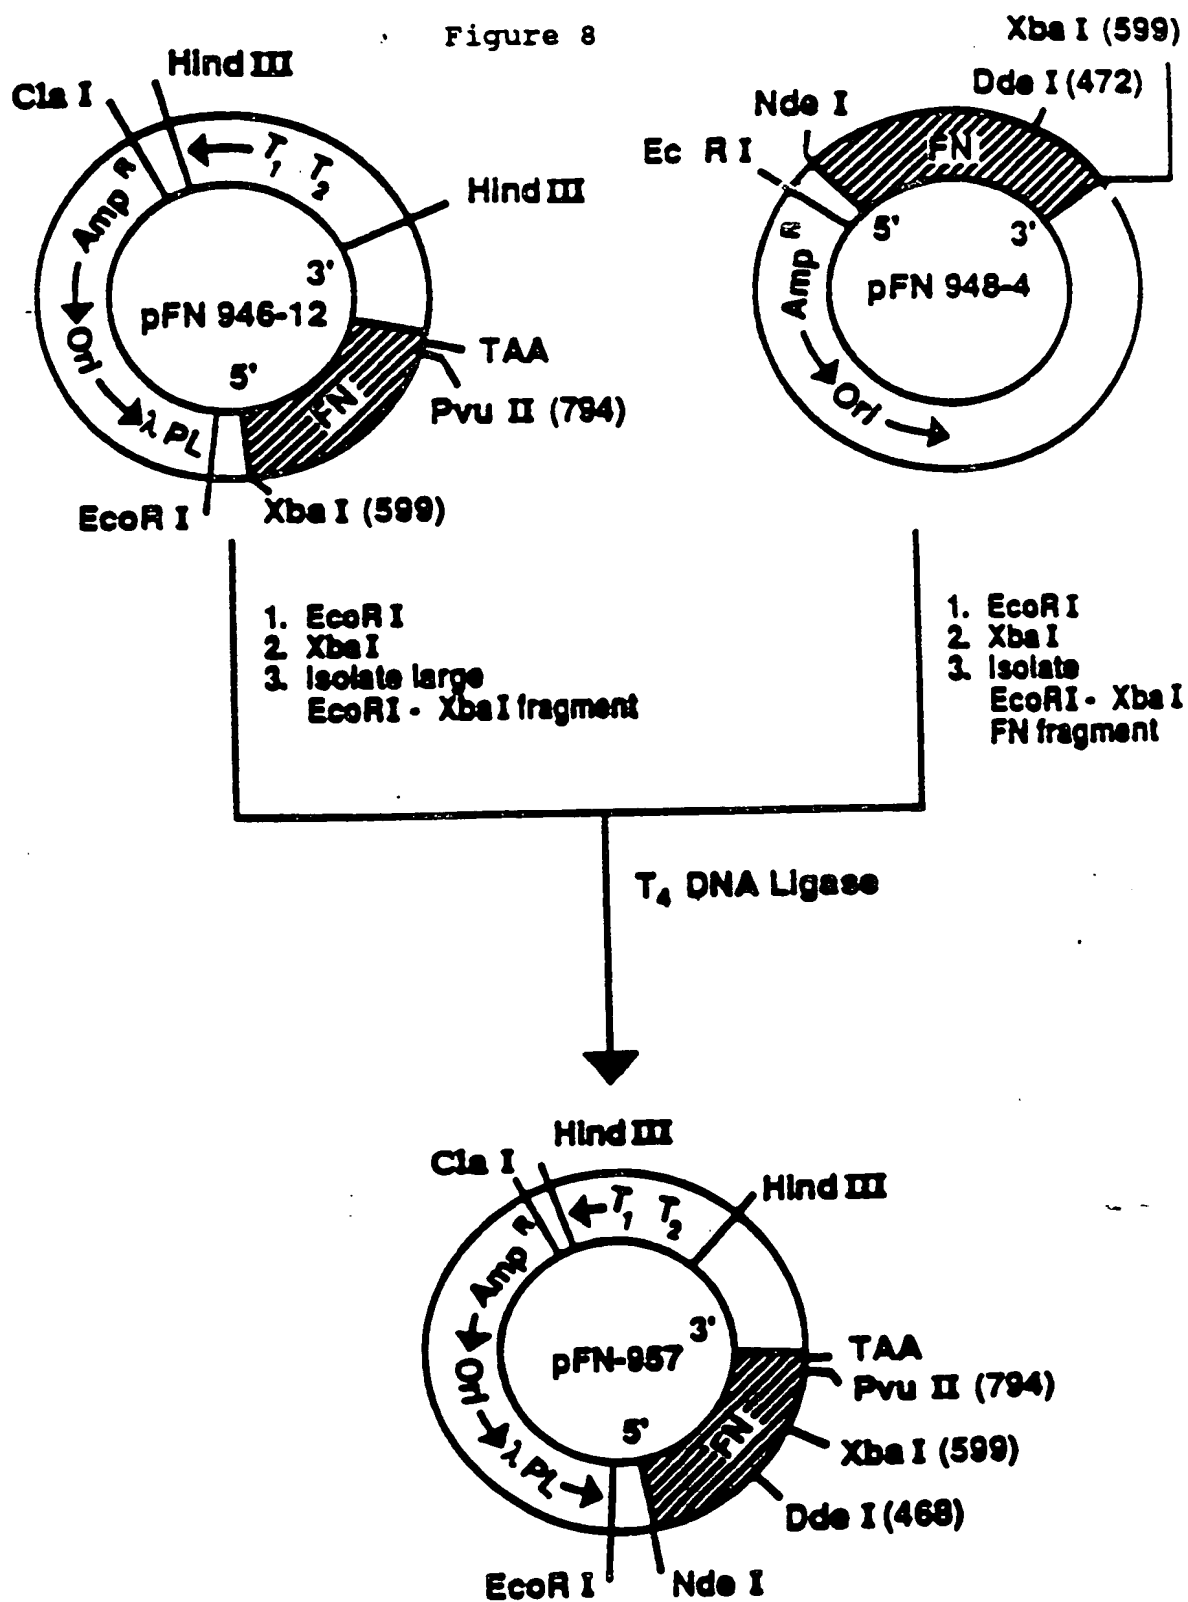 Figure 8
Hind III
Cla I
Amp R
T1 T2
Hind III
3'
pFN 946-12
5'
FN
TAA
Pvu II (794)
λ PL
EcoR I
Xba I (599)
Xba I (599)
Dde I (472)
Nde I
Ec R I
FN
5'
3'
Amp R
pFN 948-4
Ori
1. EcoR I
2. Xba I
3. Isolate large
EcoRI - Xba I fragment
1. EcoR I
2. Xba I
3. Isolate
EcoRI - Xba I
FN fragment
T4 DNA Ligase
Hind III
Cla I
Hind III
T1 T2
Amp R
3'
pFN-957
TAA
Pvu II (794)
5'
FN
Xba I (599)
λ PL
Dde I (468)
EcoR I
Nde I